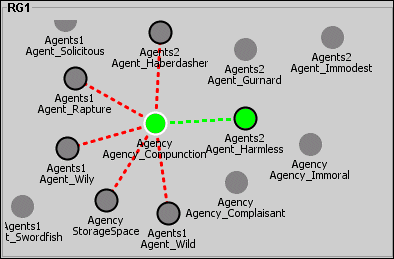 RG1
Agents1
Agent_Solicitous
Agents2
Agent_Haberdasher
Agents2
Agent_Gurnard
Agents2
Agent_Immodest
Agents1
Agent_Rapture
Agency
Agency_Compunction
Agents2
Agent_Harmless
Agents1
Agent_Wily
Agency
Agency_Immoral
Agency
Agency_Complaisant
Agency
StorageSpace
Agents1
Agent_Wild
Agents1
t_Swordfish